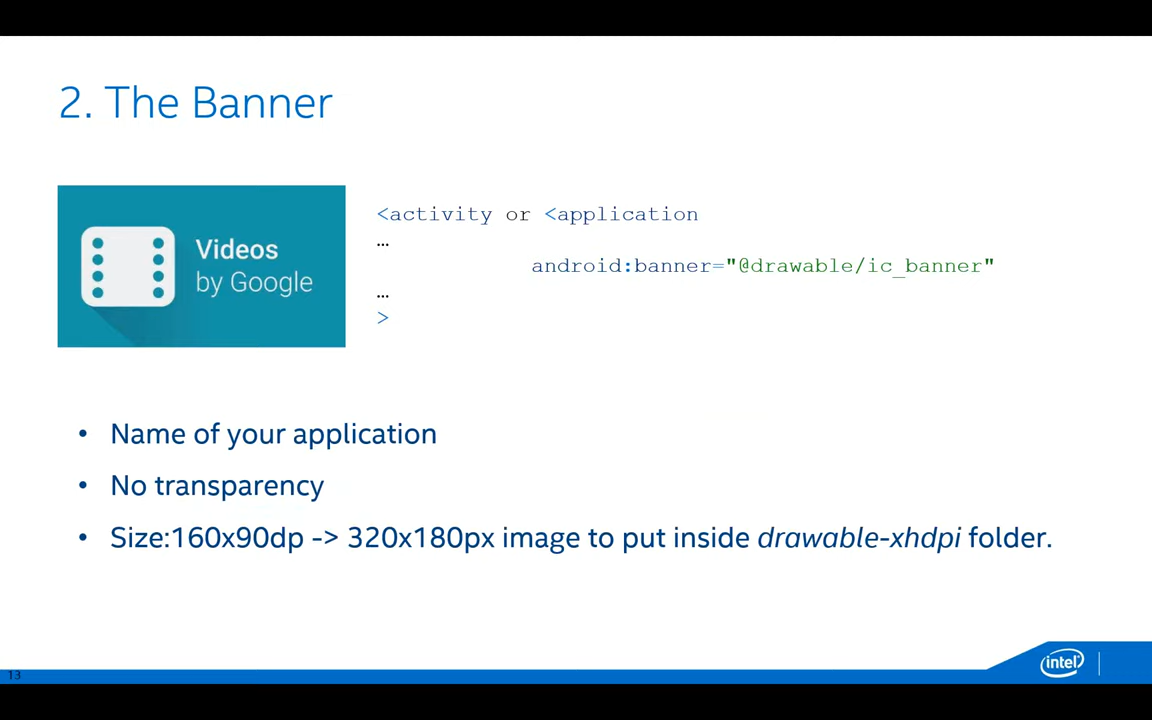 2. The Banner
Videos
by Google
<activity or <application
…
android:banner="@drawable/ic_banner"
…
>
• Name of your application
• No transparency
• Size:160x90dp -> 320x180px image to put inside drawable-xhdpi folder.
13
intel